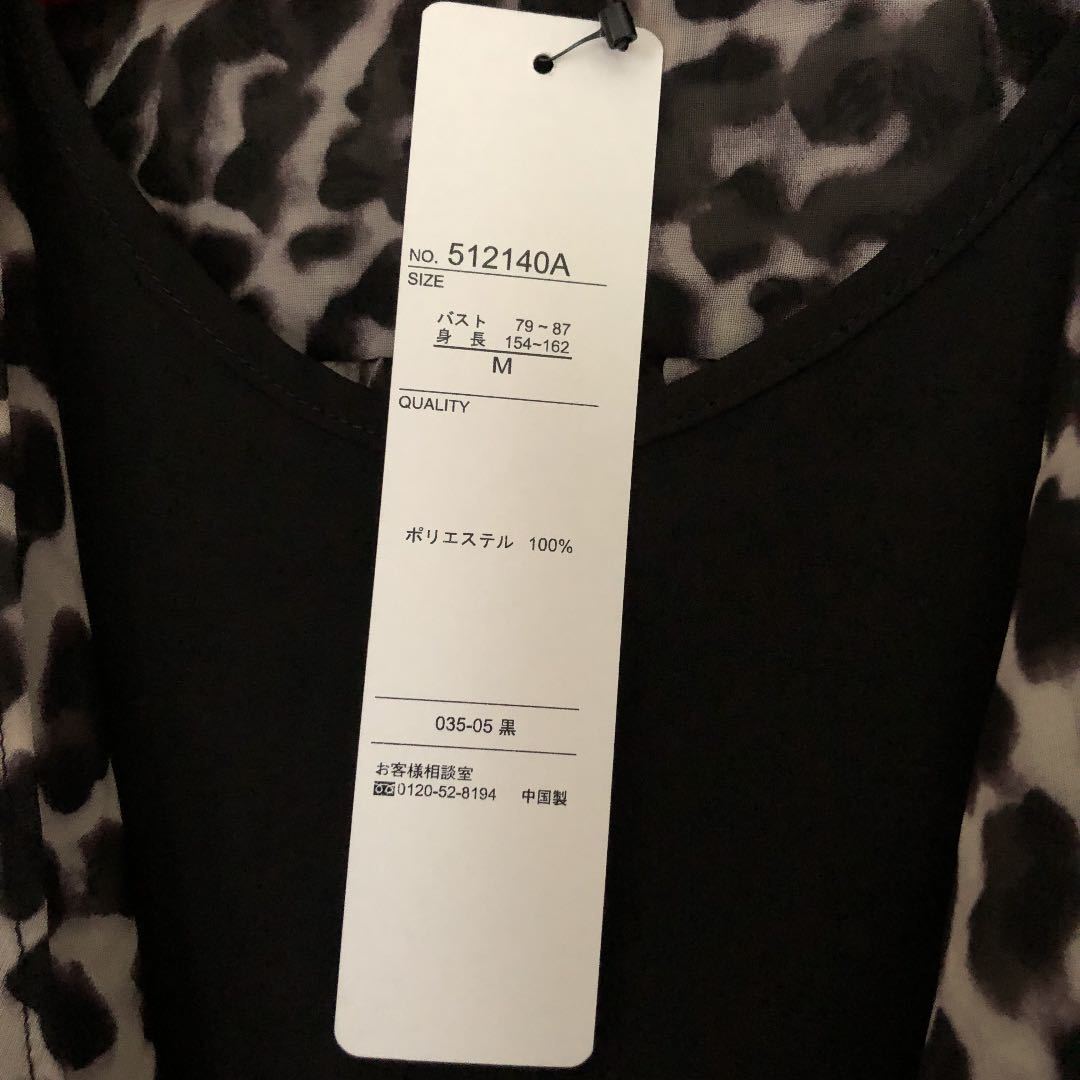 NO. 512140A
SIZE
バスト 79~87
身 長 154~162
M
QUALITY
ポリエステル 100%
035-05 黒
お客様相談室
0120-52-8194 中国製